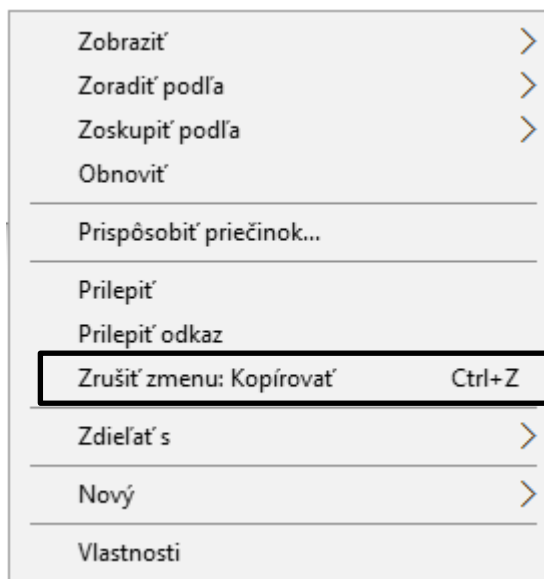 Zobraziť
Zoradiť podľa
Zoskupiť podľa
Obnoviť
Prispôsobiť priečinok...
Prilepiť
Prilepiť odkaz
Zrušiť zmenu: Kopírovať Ctrl+Z
Zdieľať s
Nový
Vlastnosti